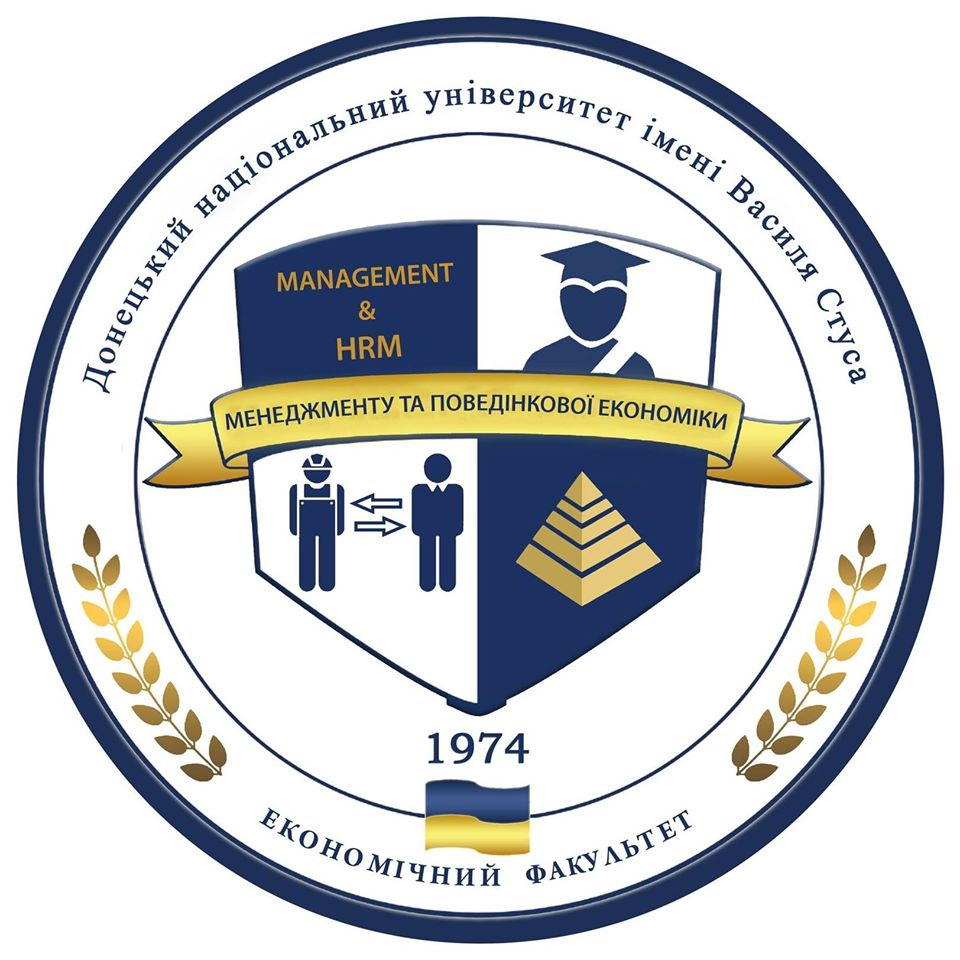 Донецький національний університет імені Василя Стуса
MANAGEMENT
&
HRM
МЕНЕДЖМЕНТУ ТА ПОВЕДІНКОВОЇ ЕКОНОМІКИ
1974
ЕКОНОМІЧНИЙ ФАКУЛЬТЕТ